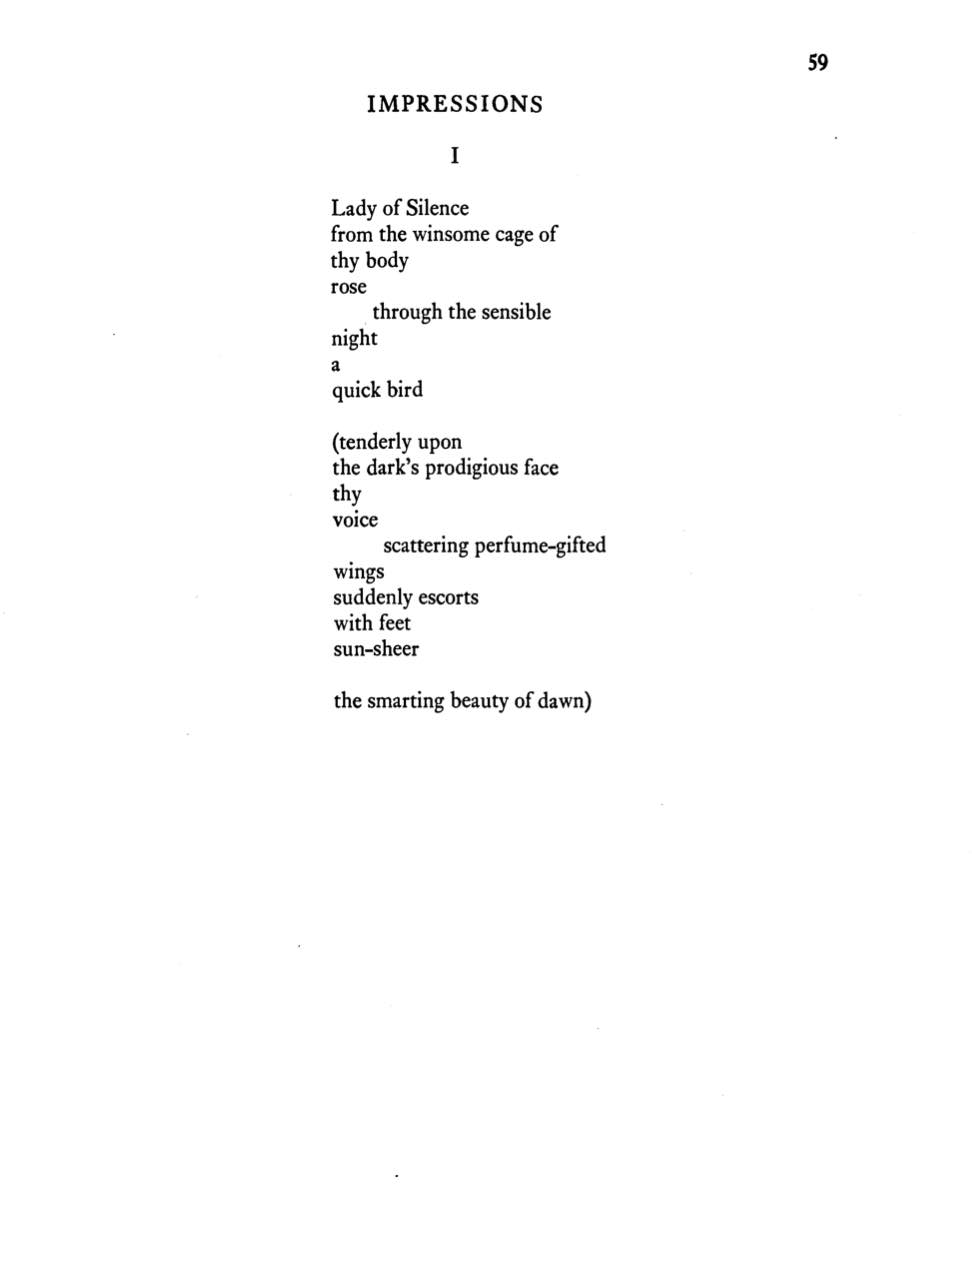 59
IMPRESSIONS
I
Lady of Silence
from the winsome cage of
thy body
rose
through the sensible
night
a
quick bird
(tenderly upon
the dark's prodigious face
thy
voice
scattering perfume-gifted
wings
suddenly escorts
with feet
sun-sheer
the smarting beauty of dawn)